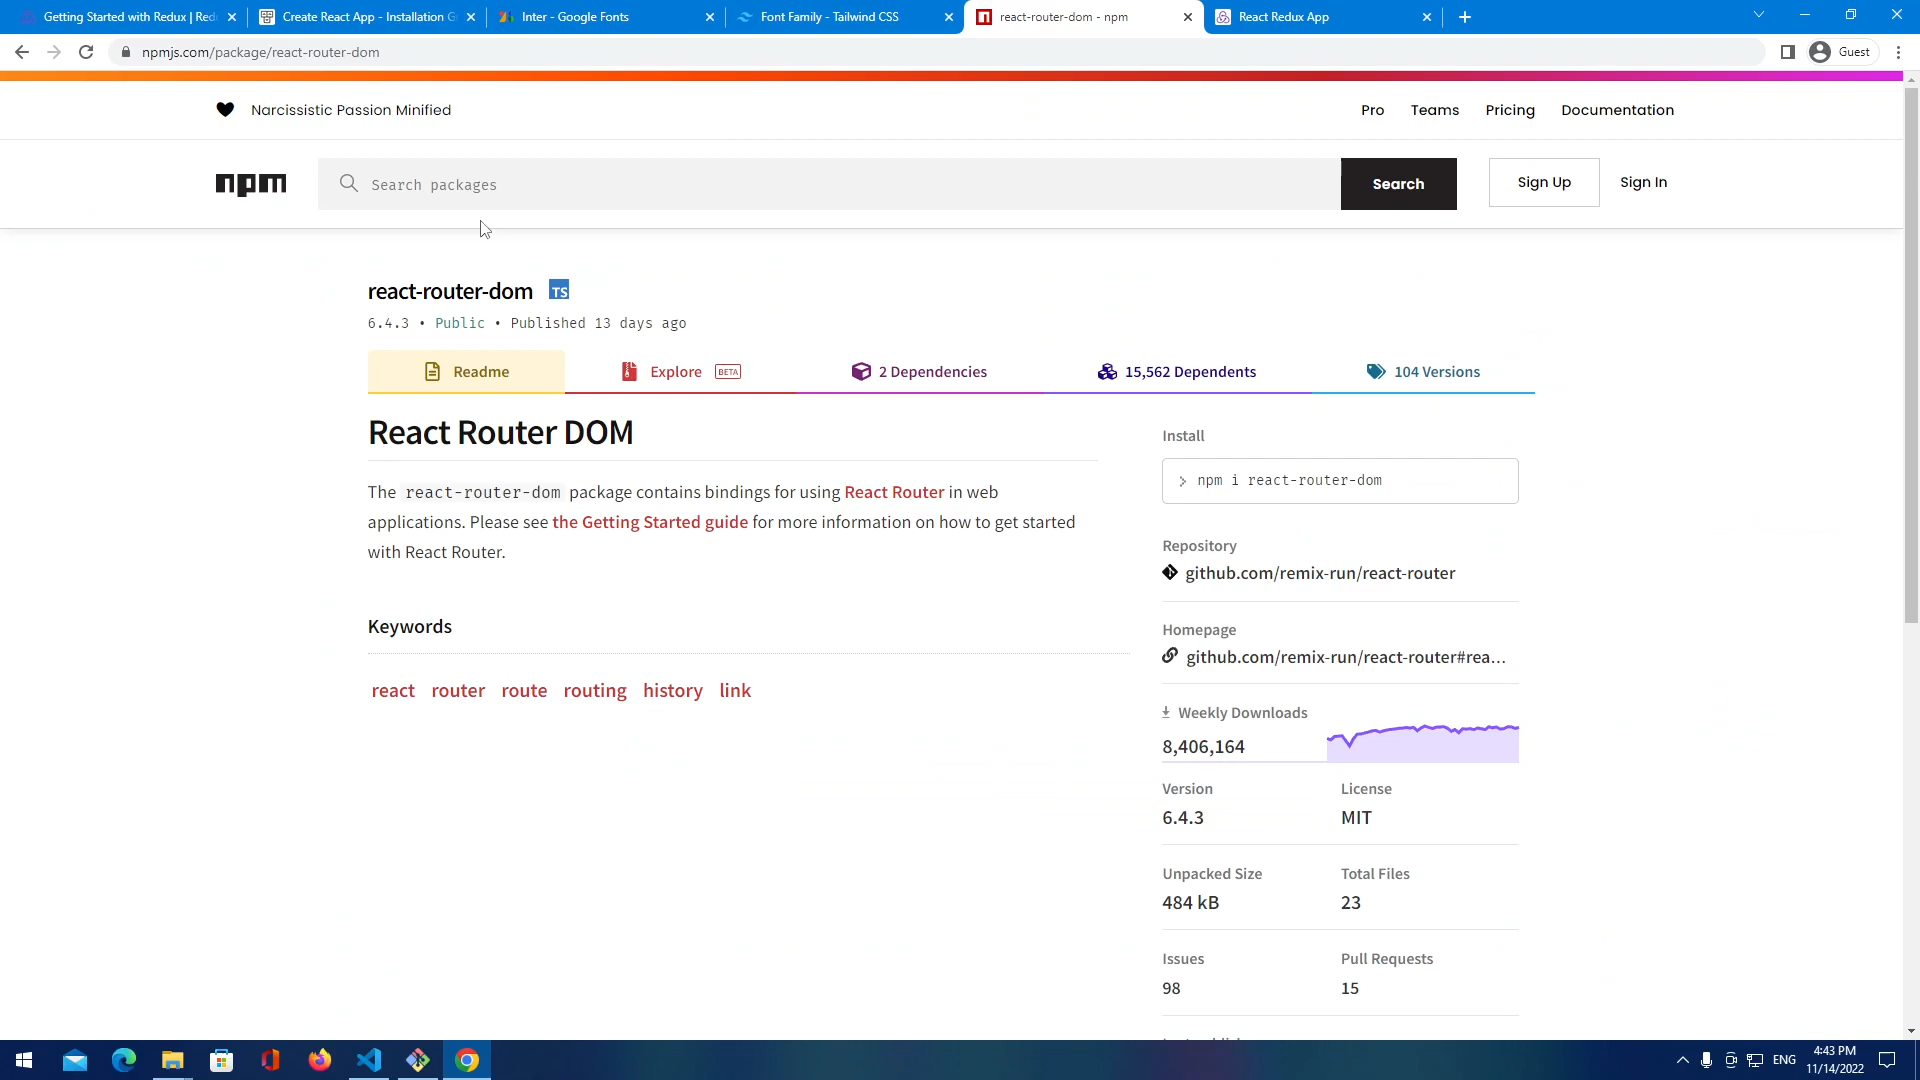 Getting Started with Redux | Red
Create React App - Installation G
Inter - Google Fonts
Font Family - Tailwind CSS
react-router-dom - npm
React Redux App
npmjs.com/package/react-router-dom
Guest
Narcissistic Passion Minified
Pro
Teams
Pricing
Documentation
npm
Search packages
Search
Sign Up
Sign In
react-router-dom TS
6.4.3 • Public • Published 13 days ago
Readme
Explore BETA
2 Dependencies
15,562 Dependents
104 Versions
React Router DOM
The react-router-dom package contains bindings for using React Router in web
applications. Please see the Getting Started guide for more information on how to get started
with React Router.
Keywords
react router route routing history link
Install
> npm i react-router-dom
Repository
github.com/remix-run/react-router
Homepage
github.com/remix-run/react-router#rea...
Weekly Downloads
8,406,164
Version
6.4.3
License
MIT
Unpacked Size
484 kB
Total Files
23
Issues
98
Pull Requests
15
ENG
4:43 PM
11/14/2022